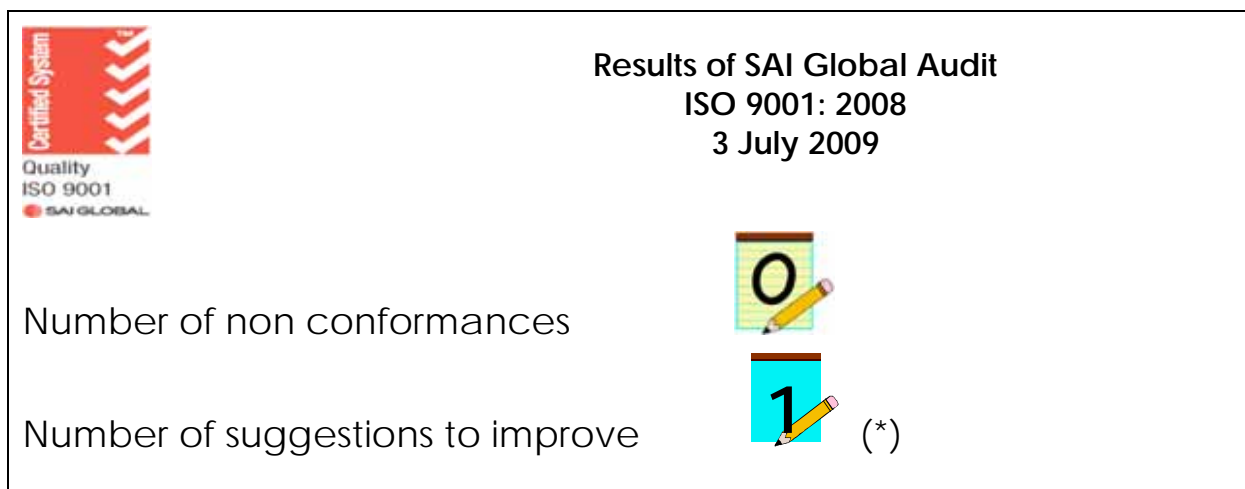 Certified System
TM
Quality
ISO 9001
SAI GLOBAL
Results of SAI Global Audit
ISO 9001: 2008
3 July 2009
Number of non conformances 0
Number of suggestions to improve 1 (*)